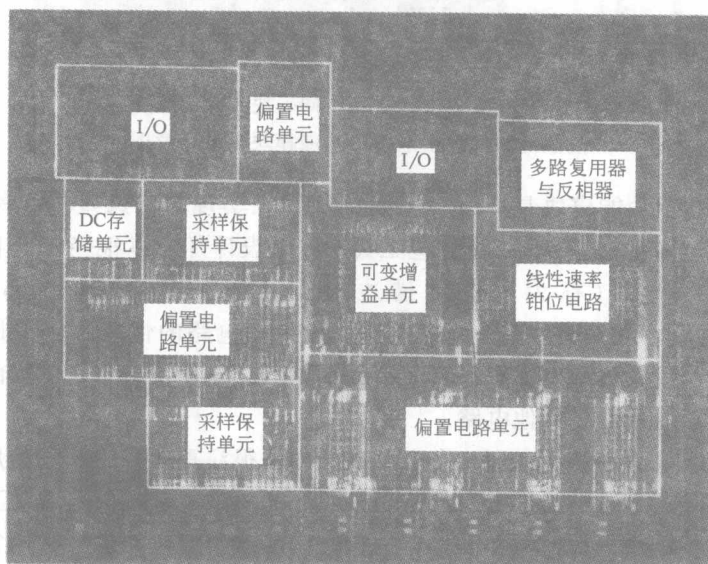 I/O
偏置电
路单元
I/O
多路复用器
与反相器
DC存
储单元
采样保
持单元
可变增
益单元
线性速率
钳位电路
偏置电
路单元
采样保
持单元
偏置电路单元